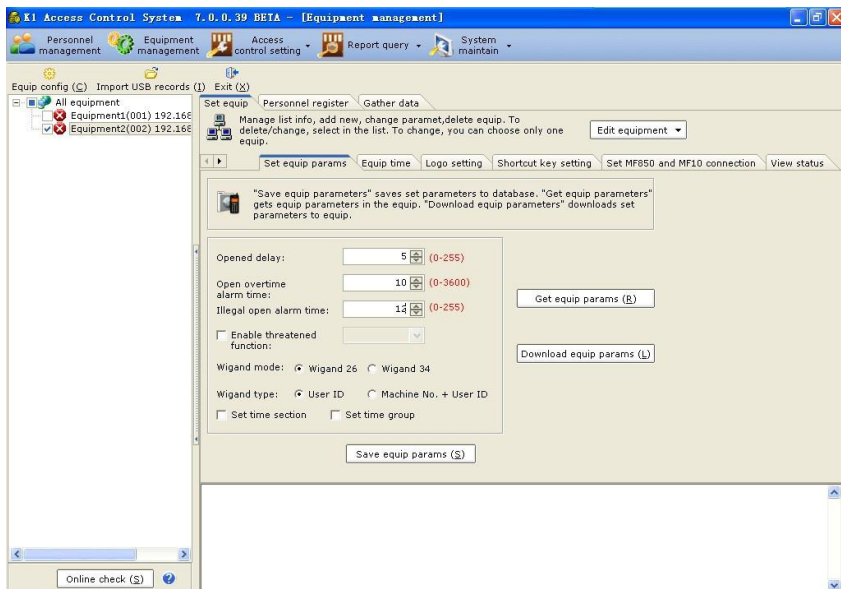 K1 Access Control System 7.0.0.39 BETA - [Equipment management]
Personnel management
Equipment management
Access control setting
Report query
System maintain
Equip config (C) Import USB records (I) Exit (X)
All equipment
Equipment1(001) 192.168
Equipment2(002) 192.168
Set equip Personnel register Gather data
Manage list info, add new, change paramet,delete equip. To
delete/change, select in the list. To change, you can choose only one
equip.
Edit equipment
Set equip params Equip time Logo setting Shortcut key setting Set MF850 and MF10 connection View status
"Save equip parameters" saves set parameters to database. "Get equip parameters"
gets equip parameters in the equip. "Download equip parameters" downloads set
parameters to equip.
Opened delay: 5 (0-255)
Open overtime
alarm time: 10 (0-3600)
Illegal open alarm time: 12 (0-255)
Enable threatened
function:
Wigand mode: Wigand 26 Wigand 34
Wigand type: User ID Machine No. + User ID
Set time section Set time group
Get equip params (R)
Download equip params (L)
Save equip params (S)
Online check (S) ?